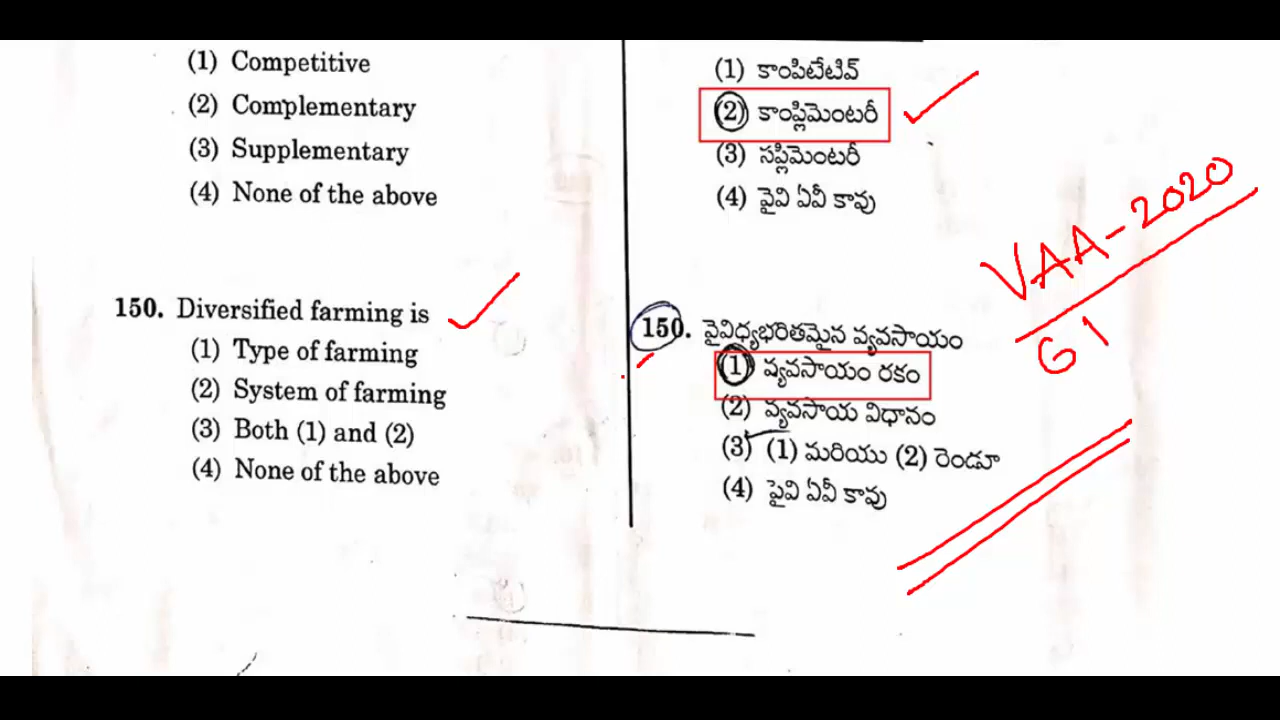 (1) Competitive
(2) Complementary
(3) Supplementary
(4) None of the above
150. Diversified farming is
(1) Type of farming
(2) System of farming
(3) Both (1) and (2)
(4) None of the above
(1) కాంపిటేటివ్
(2) కాంప్లిమెంటరీ
(3) సప్లిమెంటరీ
(4) పైవి ఏవీ కావు
150. వైవిధ్యభరితమైన వ్యవసాయం
(1) వ్యవసాయం రకం
(2) వ్యవసాయ విధానం
(3) (1) మరియు (2) రెండూ
(4) పైవి ఏవీ కావు
VAA-2020